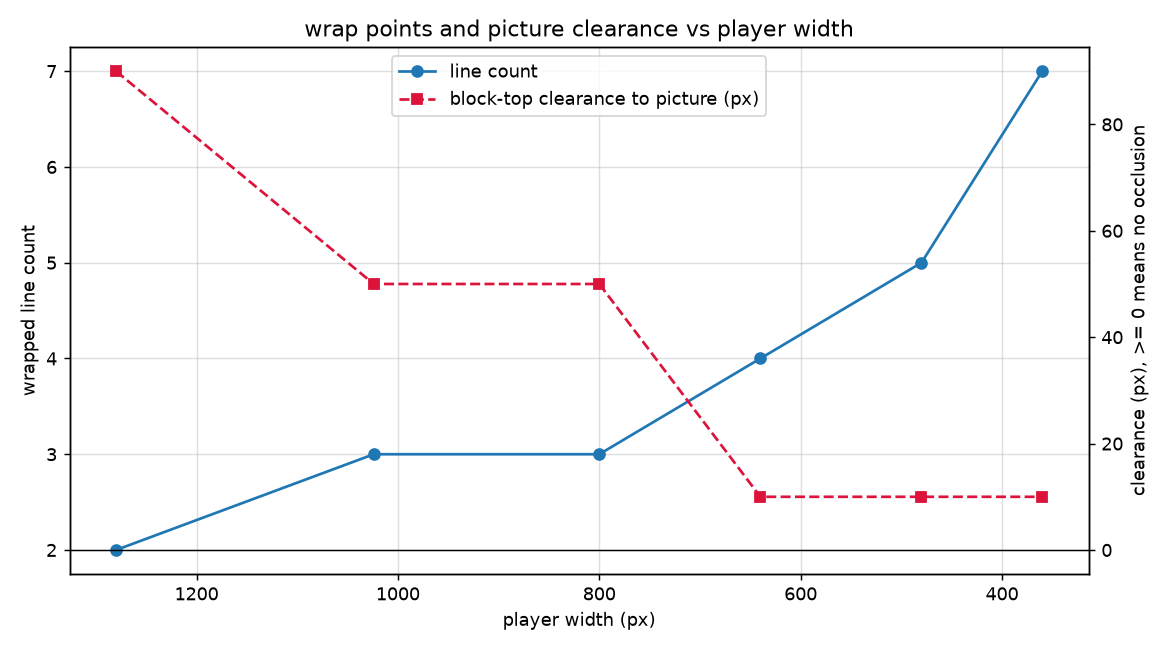 wrap points and picture clearance vs player width
line count
block-top clearance to picture (px)
wrapped line count
7
6
5
4
3
2
80
60
40
20
0
clearance (px), >= 0 means no occlusion
1200
1000
800
600
400
player width (px)